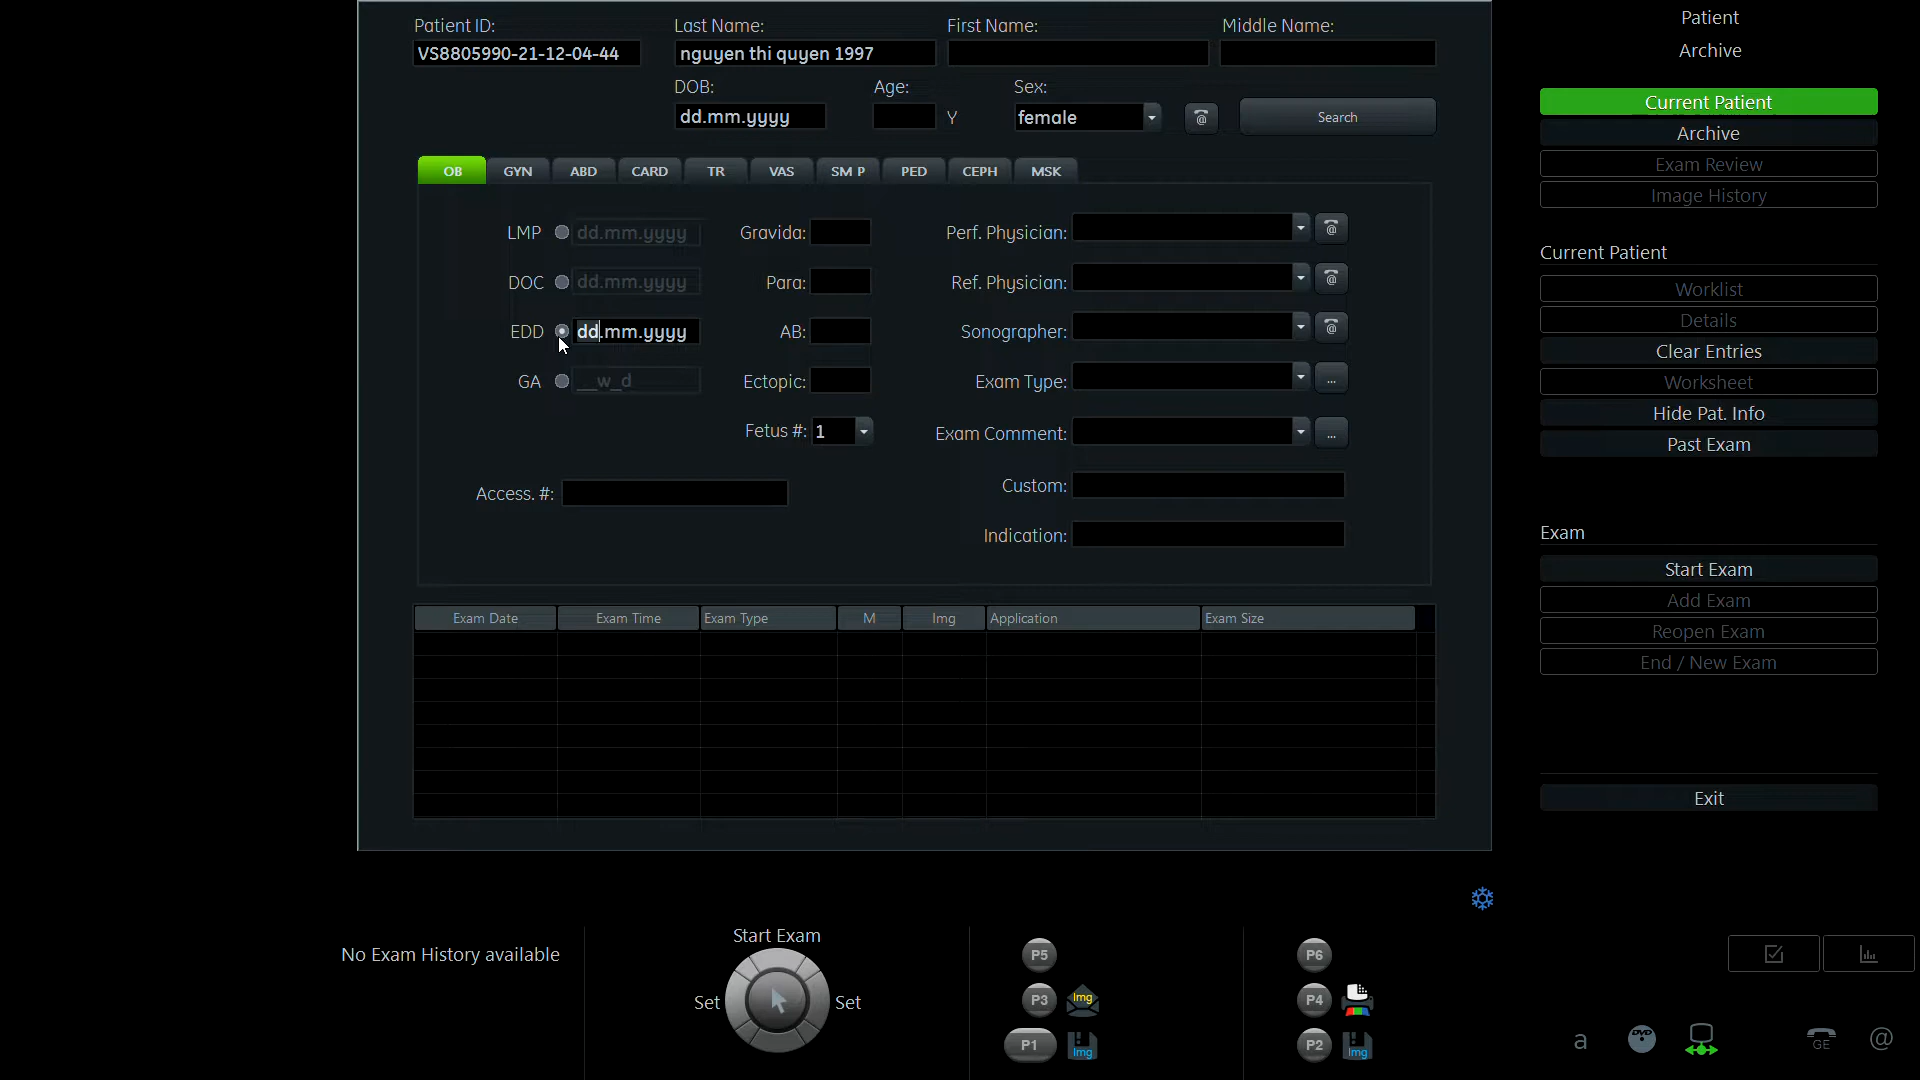 Patient ID: Last Name: First Name: Middle Name:
VS8805990-21-12-04-44 nguyen thi quyen 1997
DOB: Age: Sex:
dd.mm.yyyy Y female Search
OB GYN ABD CARD TR VAS SM P PED CEPH MSK
LMP dd.mm.yyyy Gravida: Perf. Physician:
DOC dd.mm.yyyy Para: Ref. Physician:
EDD dd.mm.yyyy AB: Sonographer:
GA __w_d Ectopic: Exam Type: ...
Fetus #: 1 Exam Comment: ...
Access. #: Custom:
Indication:
Exam Date Exam Time Exam Type M Img Application Exam Size
Patient
Archive
Current Patient
Archive
Exam Review
Image History
Current Patient
Worklist
Details
Clear Entries
Worksheet
Hide Pat. Info
Past Exam
Exam
Start Exam
Add Exam
Reopen Exam
End / New Exam
Exit
No Exam History available
Start Exam
Set Set
P5 P6
P3 Img P4
P1 Img P2 Img
a DVD GE @